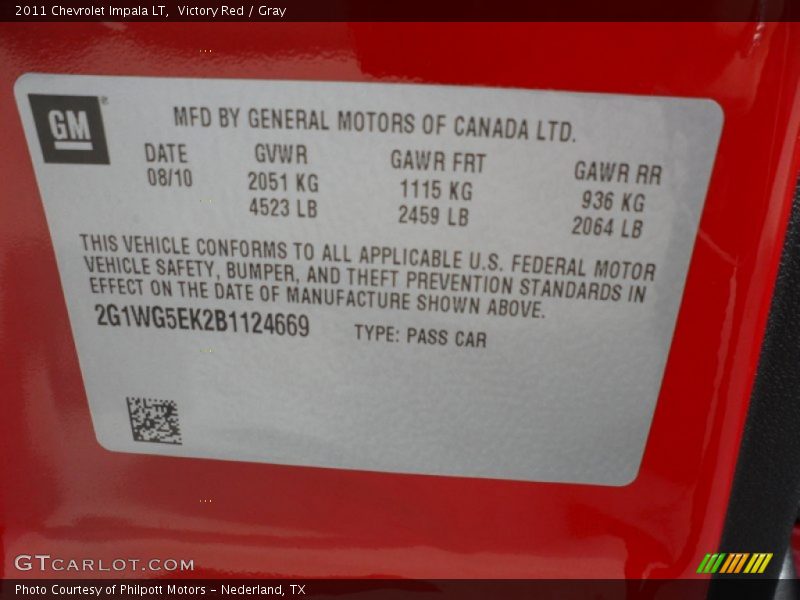 2011 Chevrolet Impala LT,  Victory Red / Gray
GM
MFD BY GENERAL MOTORS OF CANADA LTD.
DATE GVWR GAWR FRT GAWR RR
08/10 2051 KG 1115 KG 936 KG
4523 LB 2459 LB 2064 LB
THIS VEHICLE CONFORMS TO ALL APPLICABLE U.S. FEDERAL MOTOR
VEHICLE SAFETY, BUMPER, AND THEFT PREVENTION STANDARDS IN
EFFECT ON THE DATE OF MANUFACTURE SHOWN ABOVE.
2G1WG5EK2B1124669 TYPE: PASS CAR
GTCARLOT.COM
Photo Courtesy of Philpott Motors - Nederland, TX